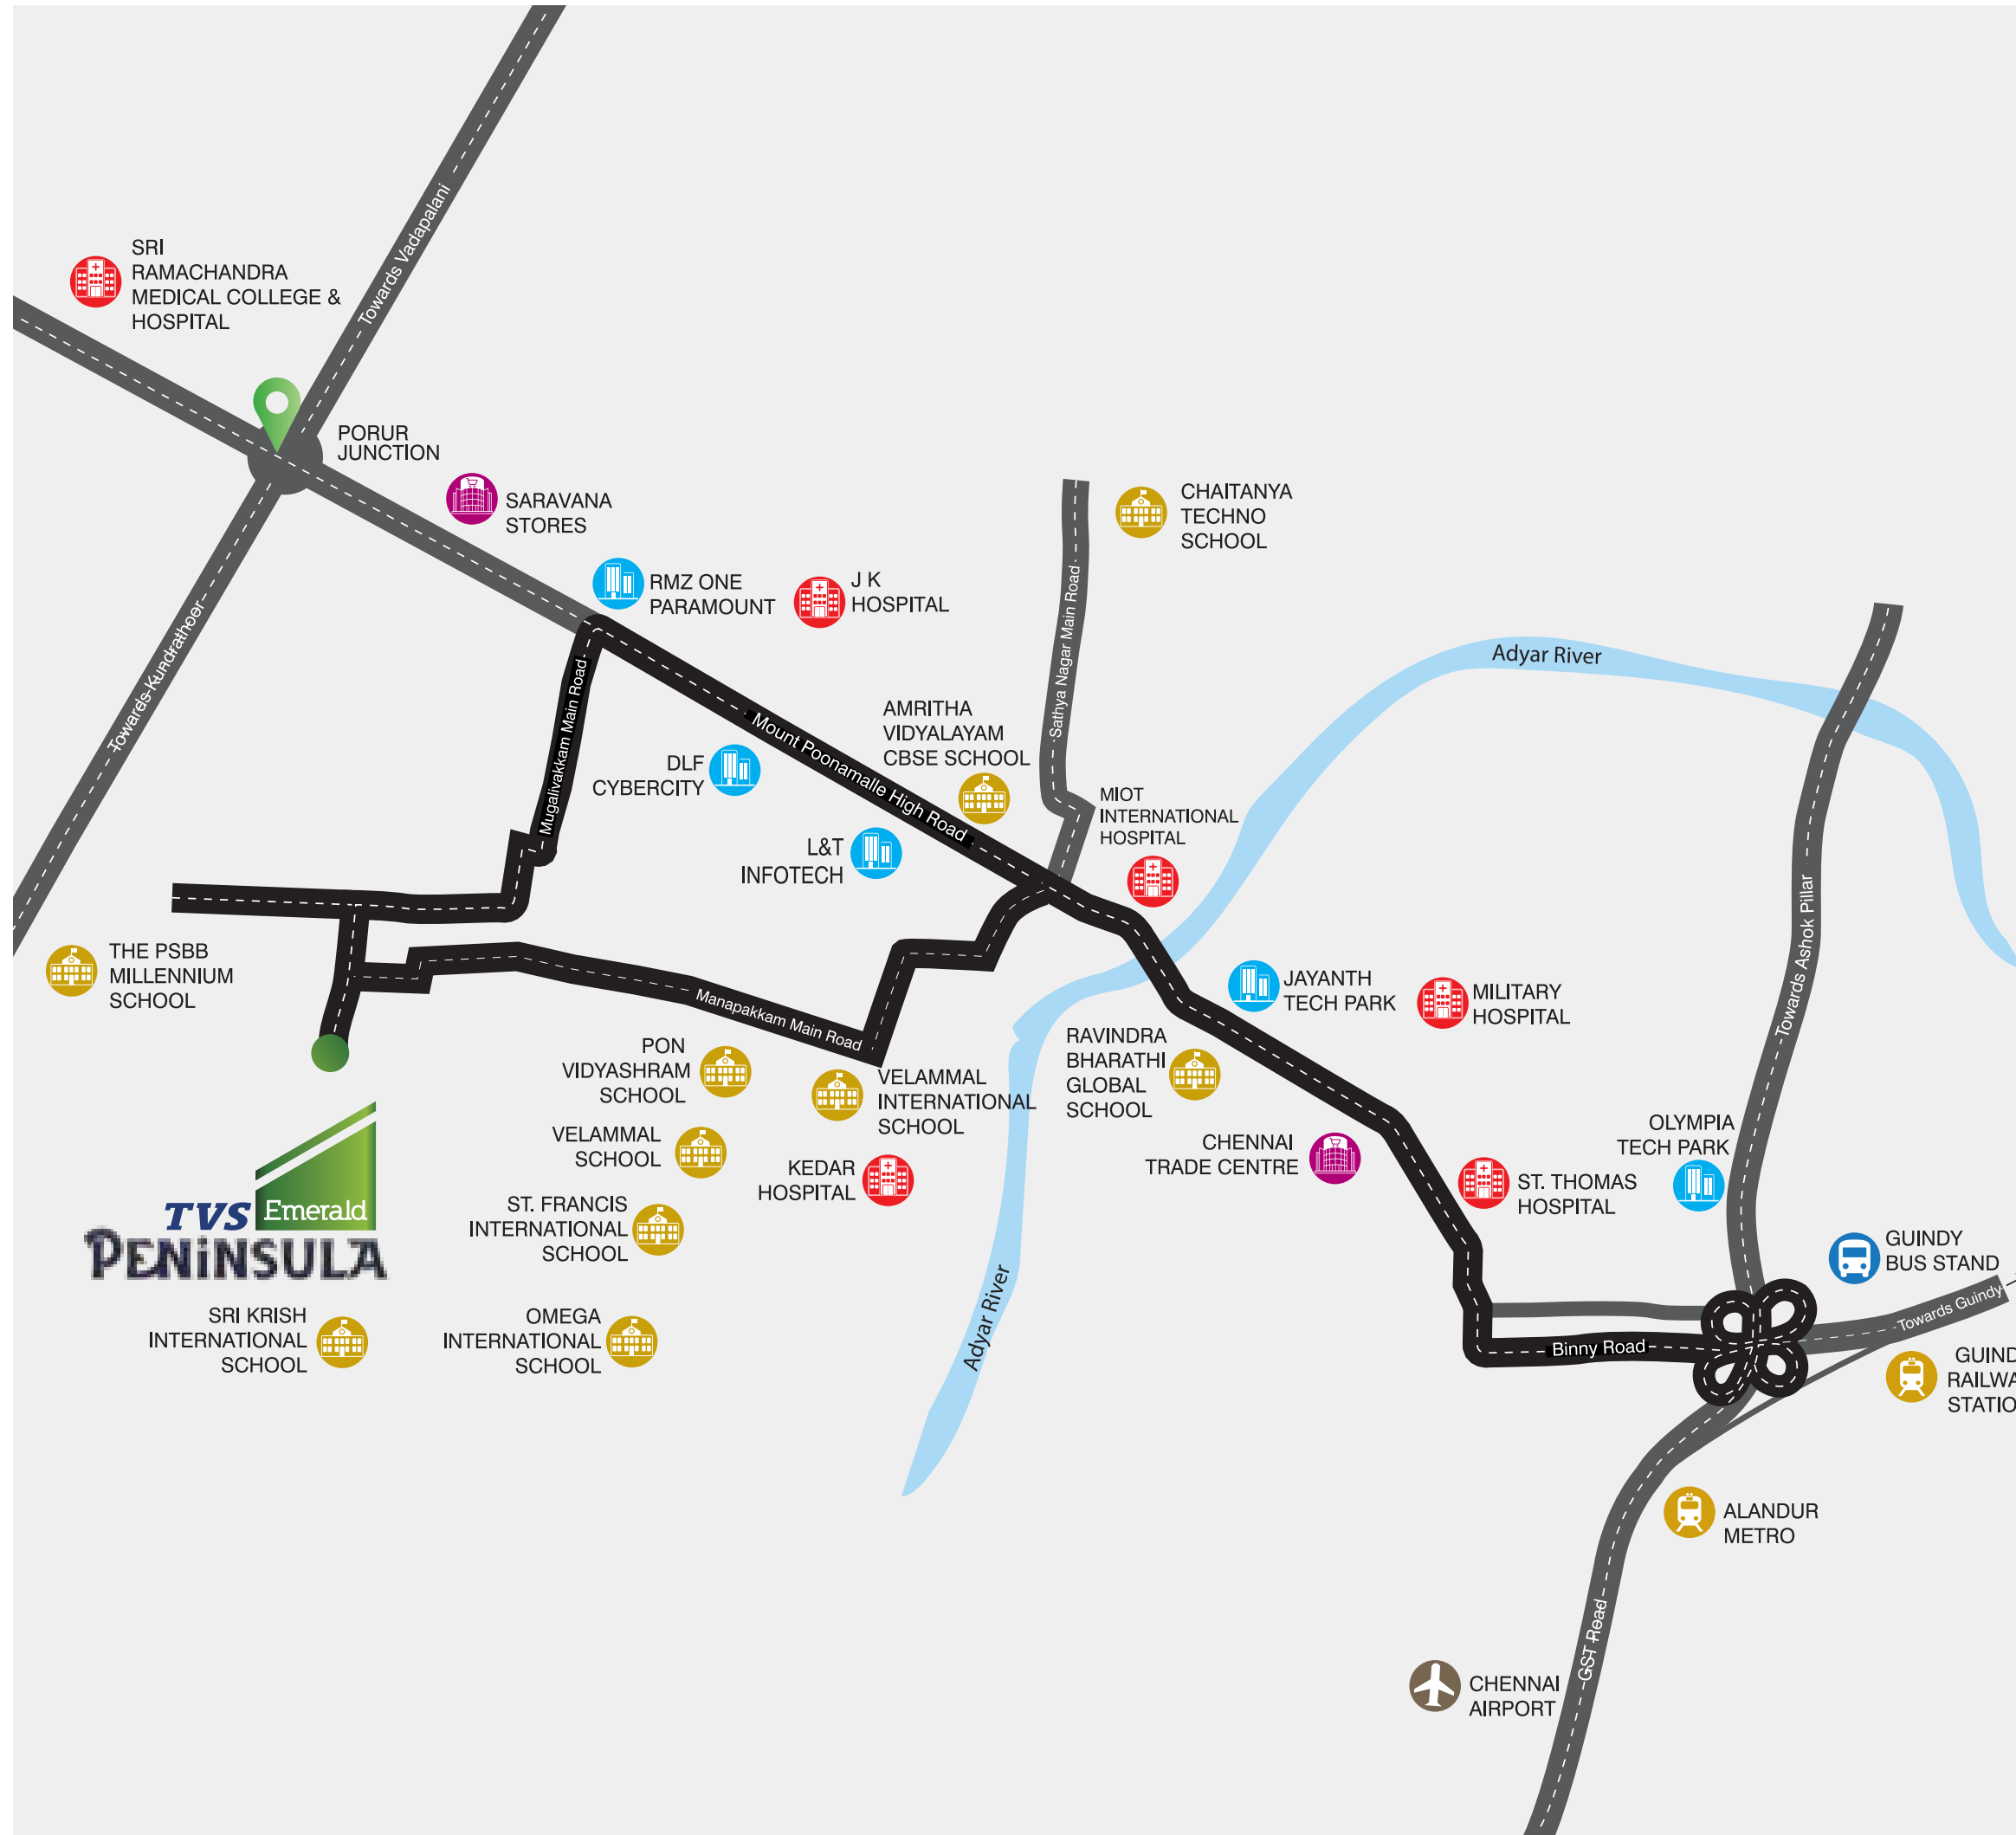 Towards Vadapalani
SRI
RAMACHANDRA
MEDICAL COLLEGE &
HOSPITAL
PORUR
JUNCTION
SARAVANA
STORES
CHAITANYA
TECHNO
SCHOOL
RMZ ONE
PARAMOUNT
J K
HOSPITAL
Towards Kundrathoor
Mugalivakkam Main Road
Sathya Nagar Main Road
Adyar River
Mount Poonamalle High Road
AMRITHA
VIDYALAYAM
CBSE SCHOOL
DLF
CYBERCITY
MIOT
INTERNATIONAL
HOSPITAL
L&T
INFOTECH
Towards Ashok Pillar
THE PSBB
MILLENNIUM
SCHOOL
Manapakkam Main Road
JAYANTH
TECH PARK
MILITARY
HOSPITAL
PON
VIDYASHRAM
SCHOOL
VELAMMAL
INTERNATIONAL
SCHOOL
RAVINDRA
BHARATHI
GLOBAL
SCHOOL
VELAMMAL
SCHOOL
KEDAR
HOSPITAL
CHENNAI
TRADE CENTRE
OLYMPIA
TECH PARK
ST. THOMAS
HOSPITAL
TVS Emerald
PENINSULA
ST. FRANCIS
INTERNATIONAL
SCHOOL
GUINDY
BUS STAND
Towards Guindy
Adyar River
SRI KRISH
INTERNATIONAL
SCHOOL
OMEGA
INTERNATIONAL
SCHOOL
Binny Road
GUIND
RAILWA
STATIO
ALANDUR
METRO
GST Road
CHENNAI
AIRPORT